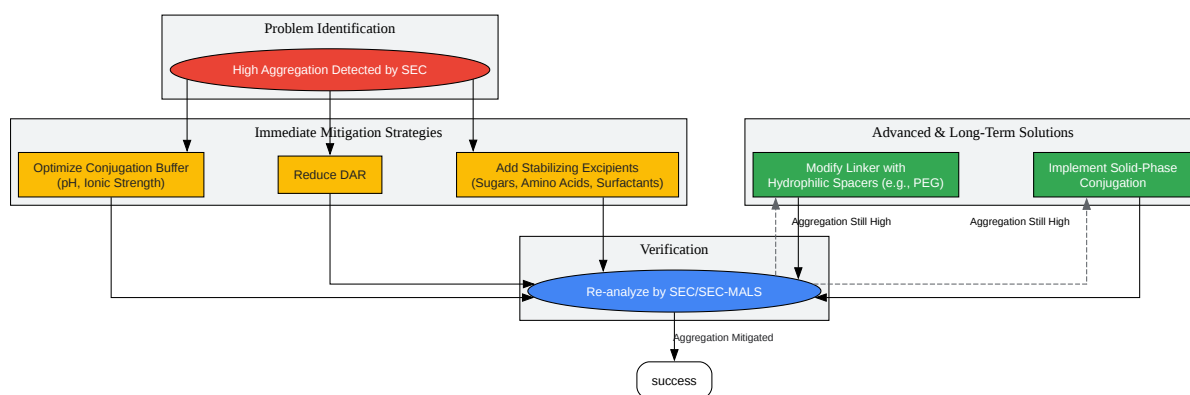 Problem Identification
High Aggregation Detected by SEC
Immediate Mitigation Strategies
Optimize Conjugation Buffer
(pH, Ionic Strength)
Reduce DAR
Add Stabilizing Excipients
(Sugars, Amino Acids, Surfactants)
Advanced & Long-Term Solutions
Modify Linker with
Hydrophilic Spacers (e.g., PEG)
Implement Solid-Phase
Conjugation
Aggregation Still High
Aggregation Still High
Verification
Re-analyze by SEC/SEC-MALS
Aggregation Mitigated
success